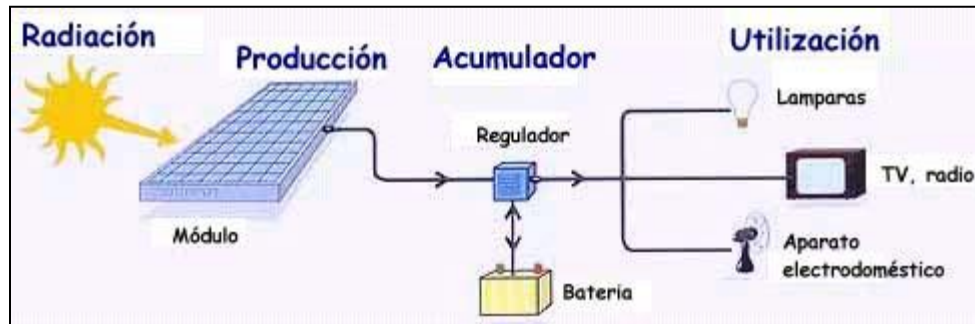 Radiación
Producción
Acumulador
Utilización
Módulo
Regulador
Bateria
Lamparas
TV, radio
Aparato
electrodoméstico